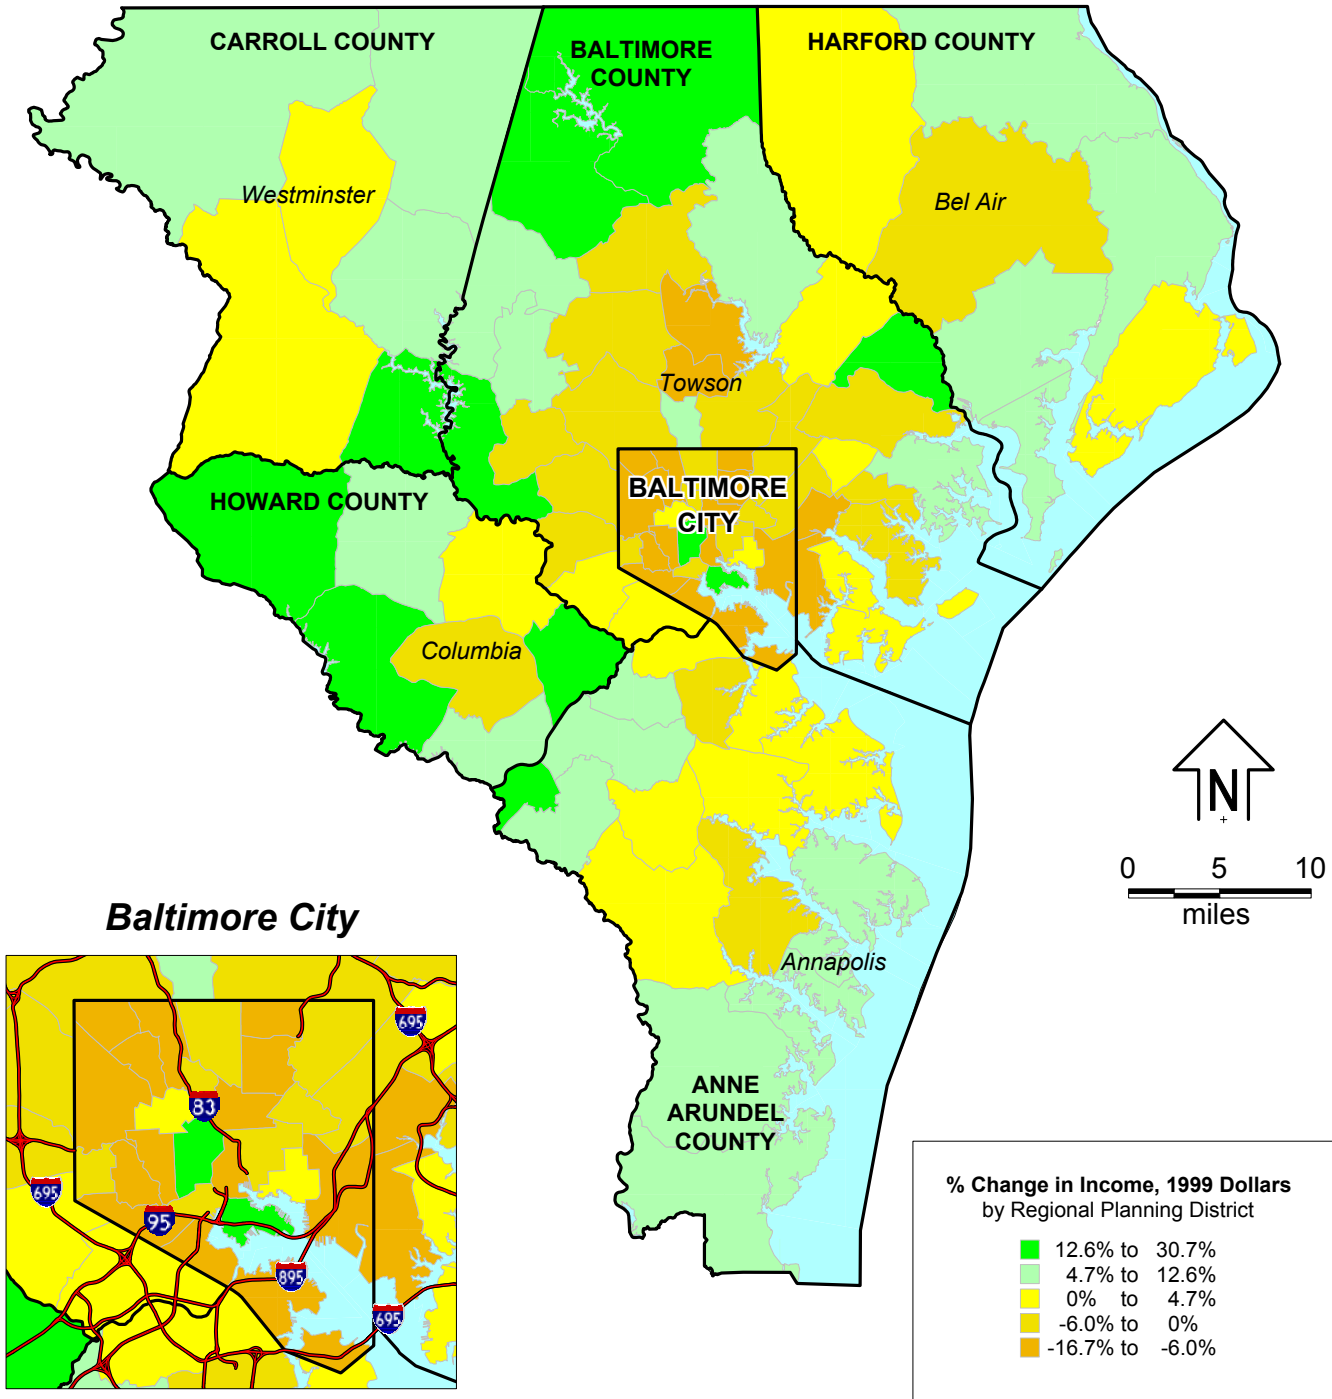 CARROLL COUNTY
BALTIMORE
COUNTY
HARFORD COUNTY
Westminster
Bel Air
Towson
BALTIMORE
CITY
HOWARD COUNTY
Columbia
N
0 5 10
miles
Annapolis
ANNE
ARUNDEL
COUNTY
Baltimore City
695
83
695
95
895
695
% Change in Income, 1999 Dollars
by Regional Planning District
12.6% to 30.7%
4.7% to 12.6%
0% to 4.7%
-6.0% to 0%
-16.7% to -6.0%